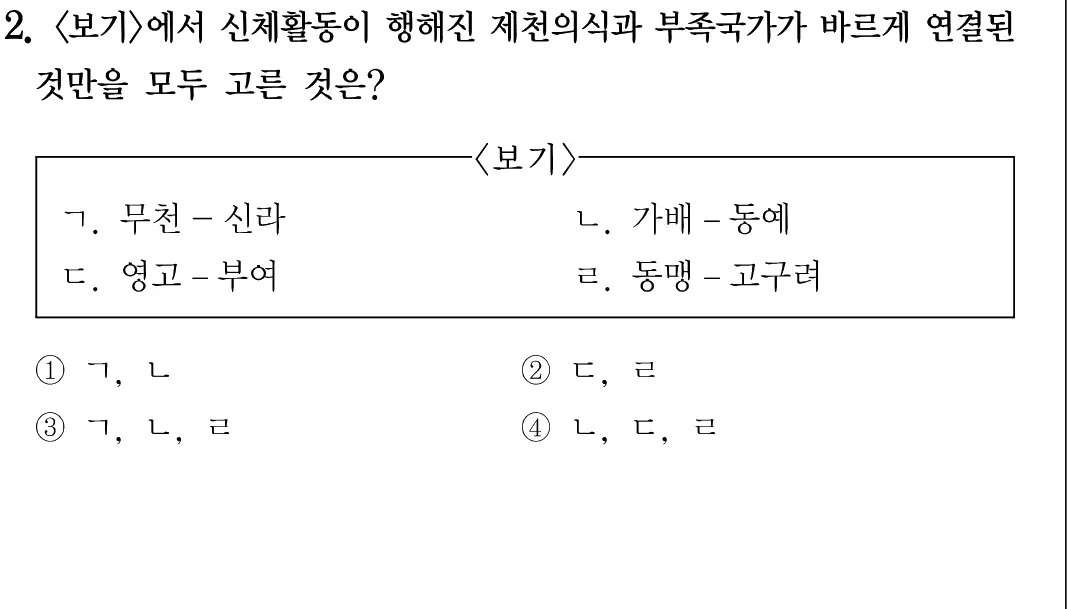 2. 〈보기〉에서 신체활동이 행해진 제천의식과 부족국가가 바르게 연결된
것만을 모두 고른 것은?
〈보기〉
ㄱ. 무천 – 신라 ㄴ. 가배 – 동예
ㄷ. 영고 – 부여 ㄹ. 동맹 – 고구려
① ㄱ, ㄴ ② ㄷ, ㄹ
③ ㄱ, ㄴ, ㄹ ④ ㄴ, ㄷ, ㄹ